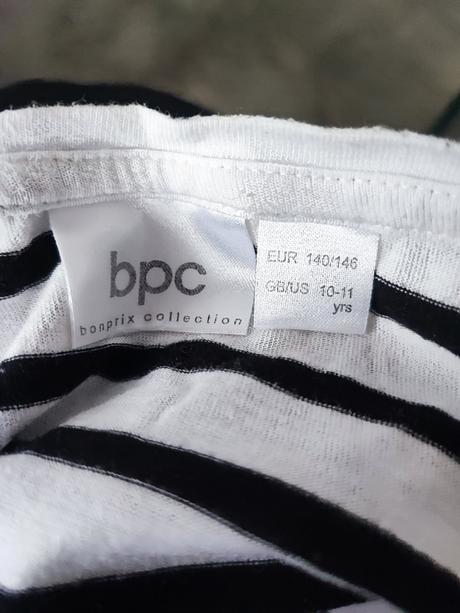 bpc
bonprix collection
EUR 140/146
GB/US 10-11
yrs